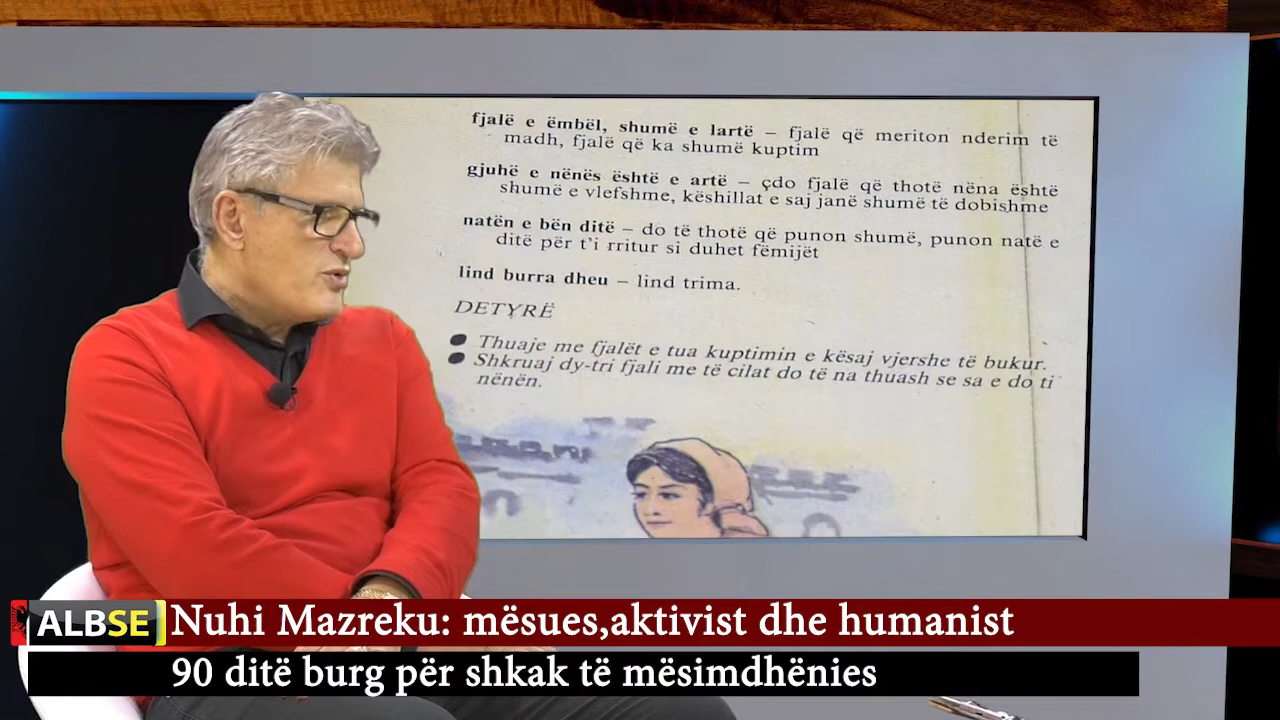 fjalë e ëmbël, shumë e lartë – fjalë që meriton nderim të
madh, fjalë që ka shumë kuptim
gjuhë e nënës është e artë – çdo fjalë që thotë nëna është
shumë e vlefshme, këshillat e saj janë shumë të dobishme
natën e bën ditë – do të thotë që punon shumë, punon natë e
ditë për t'i rritur si duhet fëmijët
lind burra dheu – lind trima.
DETYRË
● Thuaje me fjalët e tua kuptimin e kësaj vjershe të bukur.
● Shkruaj dy-tri fjali me të cilat do të na thuash se sa e do ti
nënën.
ALBSE Nuhi Mazreku: mësues,aktivist dhe humanist
90 ditë burg për shkak të mësimdhënies